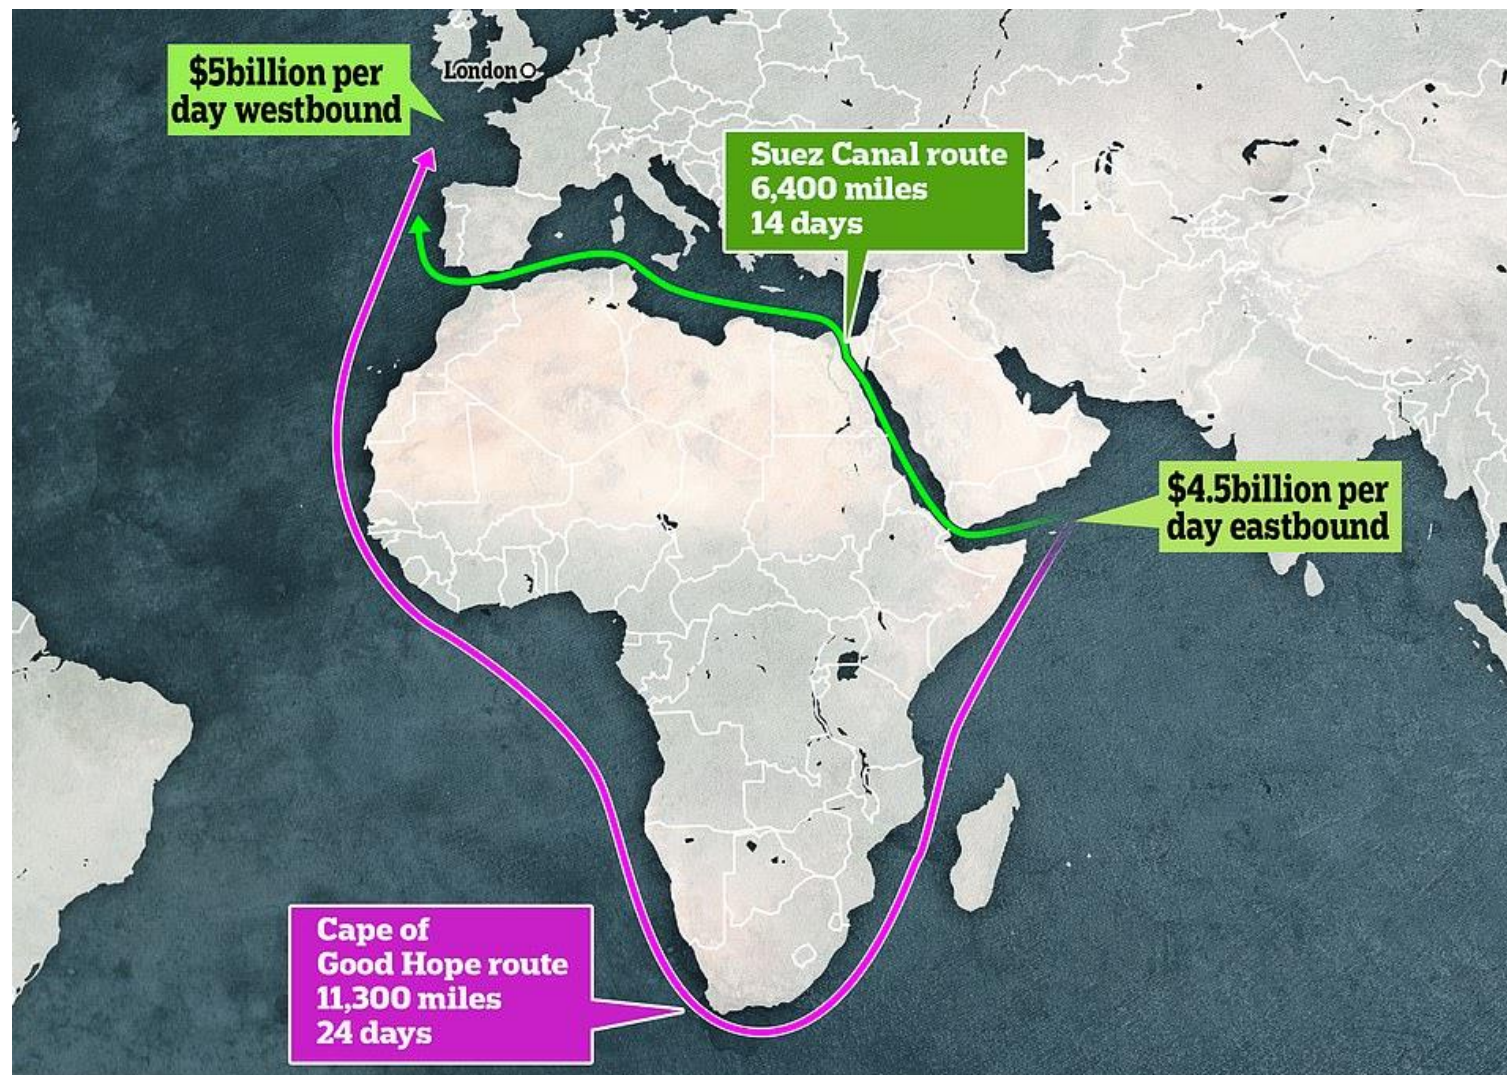 $5billion per
day westbound
London
Suez Canal route
6,400 miles
14 days
$4.5billion per
day eastbound
Cape of
Good Hope route
11,300 miles
24 days